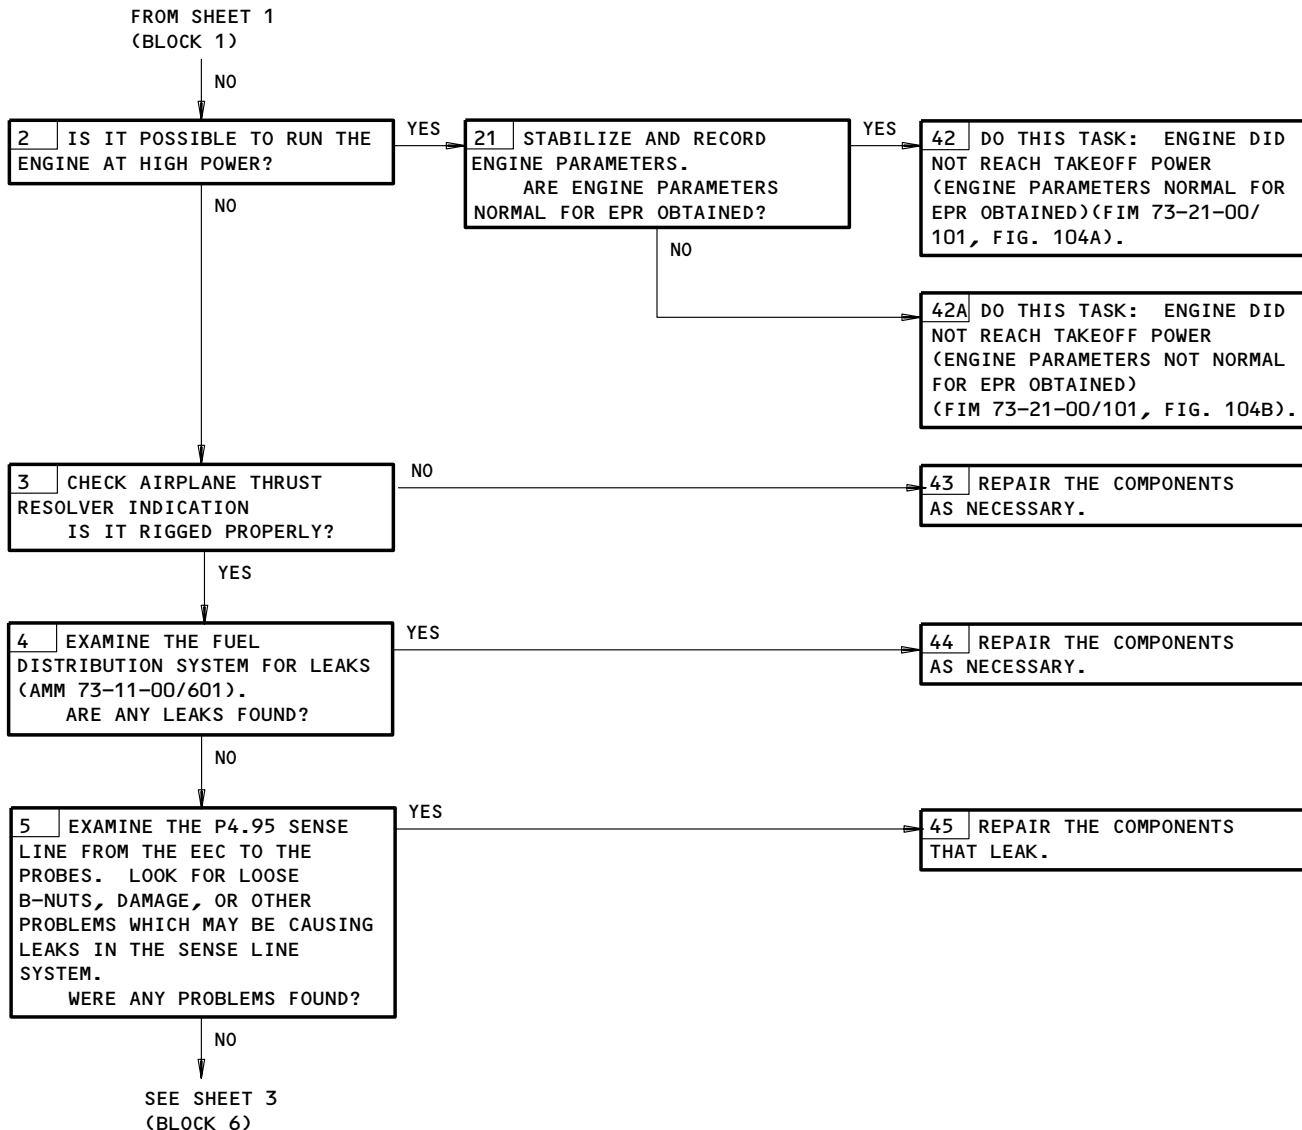 FROM SHEET 1
(BLOCK 1)
NO
2 IS IT POSSIBLE TO RUN THE
ENGINE AT HIGH POWER?
YES
21 STABILIZE AND RECORD
ENGINE PARAMETERS.
ARE ENGINE PARAMETERS
NORMAL FOR EPR OBTAINED?
YES
42 DO THIS TASK: ENGINE DID
NOT REACH TAKEOFF POWER
(ENGINE PARAMETERS NORMAL FOR
EPR OBTAINED)(FIM 73-21-00/
101, FIG. 104A).
NO
NO
42A DO THIS TASK: ENGINE DID
NOT REACH TAKEOFF POWER
(ENGINE PARAMETERS NOT NORMAL
FOR EPR OBTAINED)
(FIM 73-21-00/101, FIG. 104B).
3 CHECK AIRPLANE THRUST
RESOLVER INDICATION
IS IT RIGGED PROPERLY?
NO
43 REPAIR THE COMPONENTS
AS NECESSARY.
YES
4 EXAMINE THE FUEL
DISTRIBUTION SYSTEM FOR LEAKS
(AMM 73-11-00/601).
ARE ANY LEAKS FOUND?
YES
44 REPAIR THE COMPONENTS
AS NECESSARY.
NO
5 EXAMINE THE P4.95 SENSE
LINE FROM THE EEC TO THE
PROBES. LOOK FOR LOOSE
B-NUTS, DAMAGE, OR OTHER
PROBLEMS WHICH MAY BE CAUSING
LEAKS IN THE SENSE LINE
SYSTEM.
WERE ANY PROBLEMS FOUND?
YES
45 REPAIR THE COMPONENTS
THAT LEAK.
NO
SEE SHEET 3
(BLOCK 6)